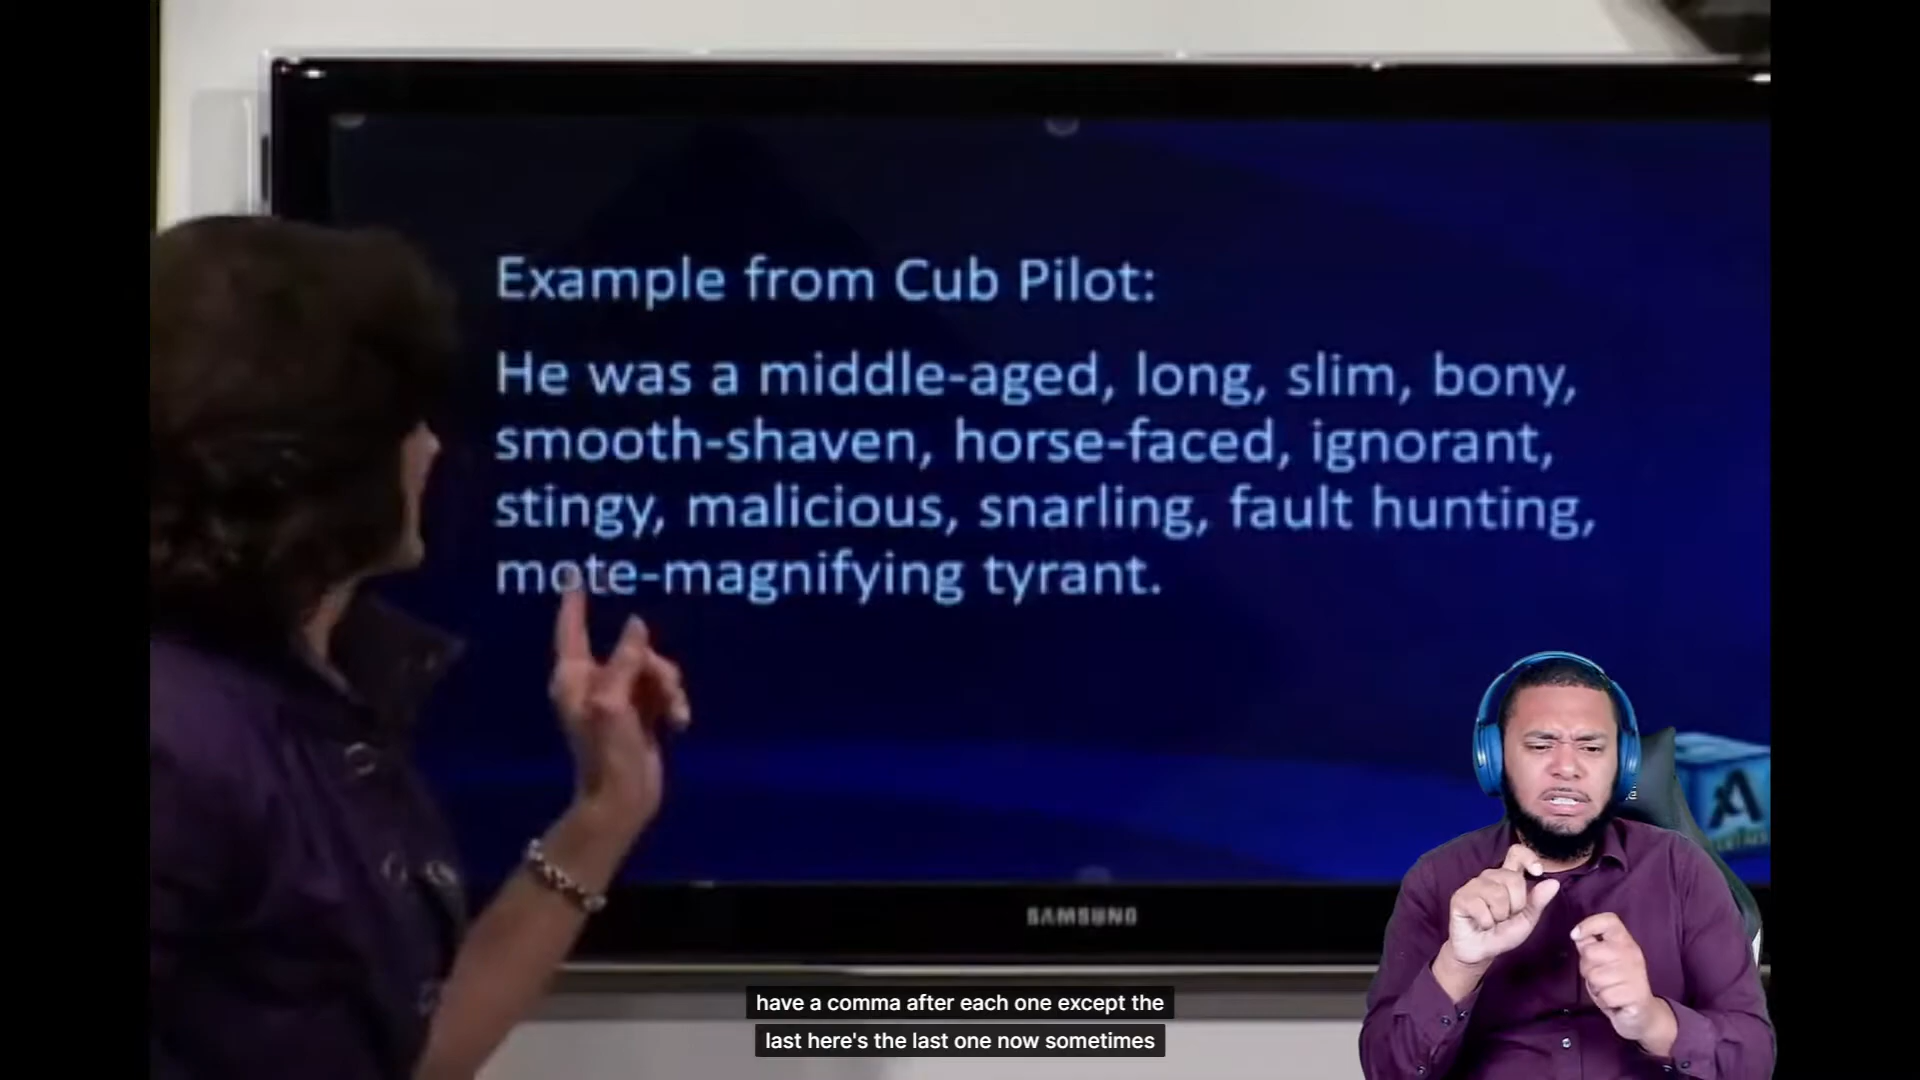 Example from Cub Pilot:
He was a middle-aged, long, slim, bony,
smooth-shaven, horse-faced, ignorant,
stingy, malicious, snarling, fault hunting,
mote-magnifying tyrant.
A
SAMSUNG
have a comma after each one except the
last here's the last one now sometimes